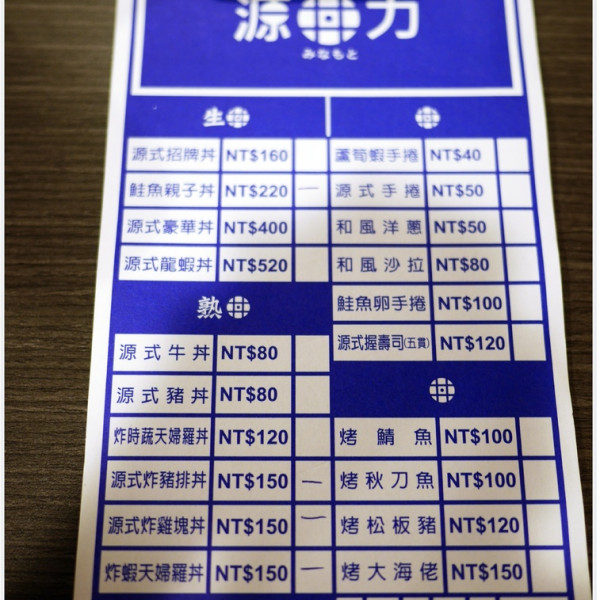 源 力
みなもと
生
源式招牌丼 NT$160
鮭魚親子丼 NT$220
源式豪華丼 NT$400
源式龍蝦丼 NT$520
熟
源式牛丼 NT$80
源式豬丼 NT$80
炸時蔬天婦羅丼 NT$120
源式炸豬排丼 NT$150
源式炸雞塊丼 NT$150
炸蝦天婦羅丼 NT$150
蘆筍蝦手捲 NT$40
源式手捲 NT$50
和風洋蔥 NT$50
和風沙拉 NT$80
鮭魚卵手捲 NT$100
源式握壽司(五貫) NT$120
烤鯖魚 NT$100
烤秋刀魚 NT$100
烤松板豬 NT$120
烤大海佬 NT$150